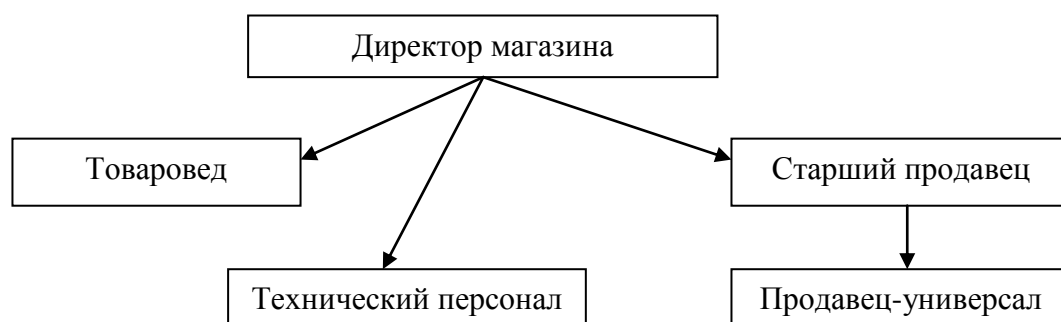 Директор магазина
Товаровед
Старший продавец
Технический персонал
Продавец-универсал